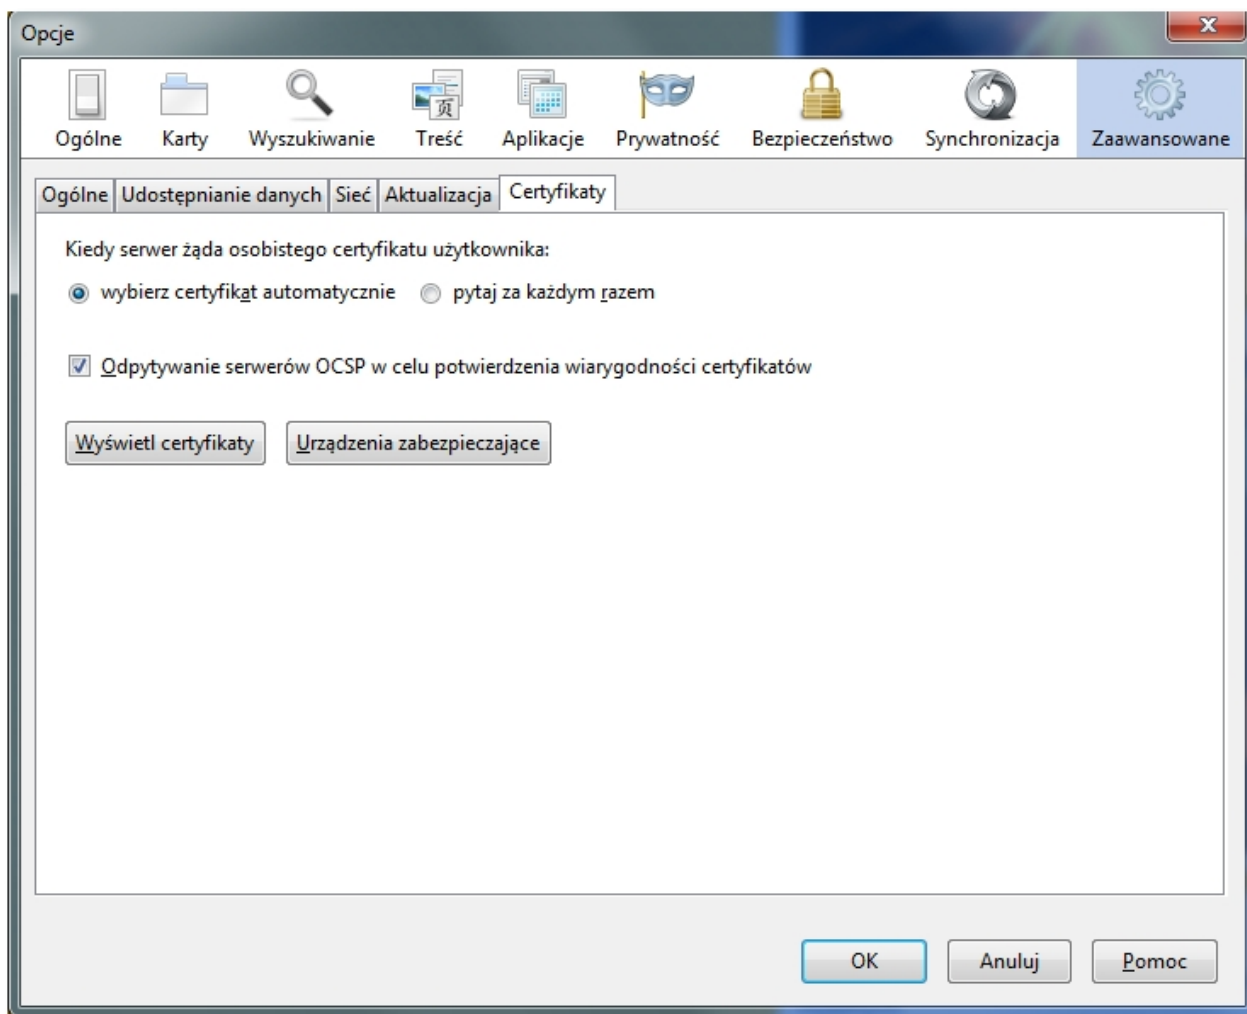 Opcje
Ogólne Karty Wyszukiwanie Treść Aplikacje Prywatność Bezpieczeństwo Synchronizacja Zaawansowane
Ogólne Udostępnianie danych Sieć Aktualizacja Certyfikaty
Kiedy serwer żąda osobistego certyfikatu użytkownika:
wybierz certyfikat automatycznie pytaj za każdym razem
Odpytywanie serwerów OCSP w celu potwierdzenia wiarygodności certyfikatów
Wyświetl certyfikaty Urządzenia zabezpieczające
OK Anuluj Pomoc